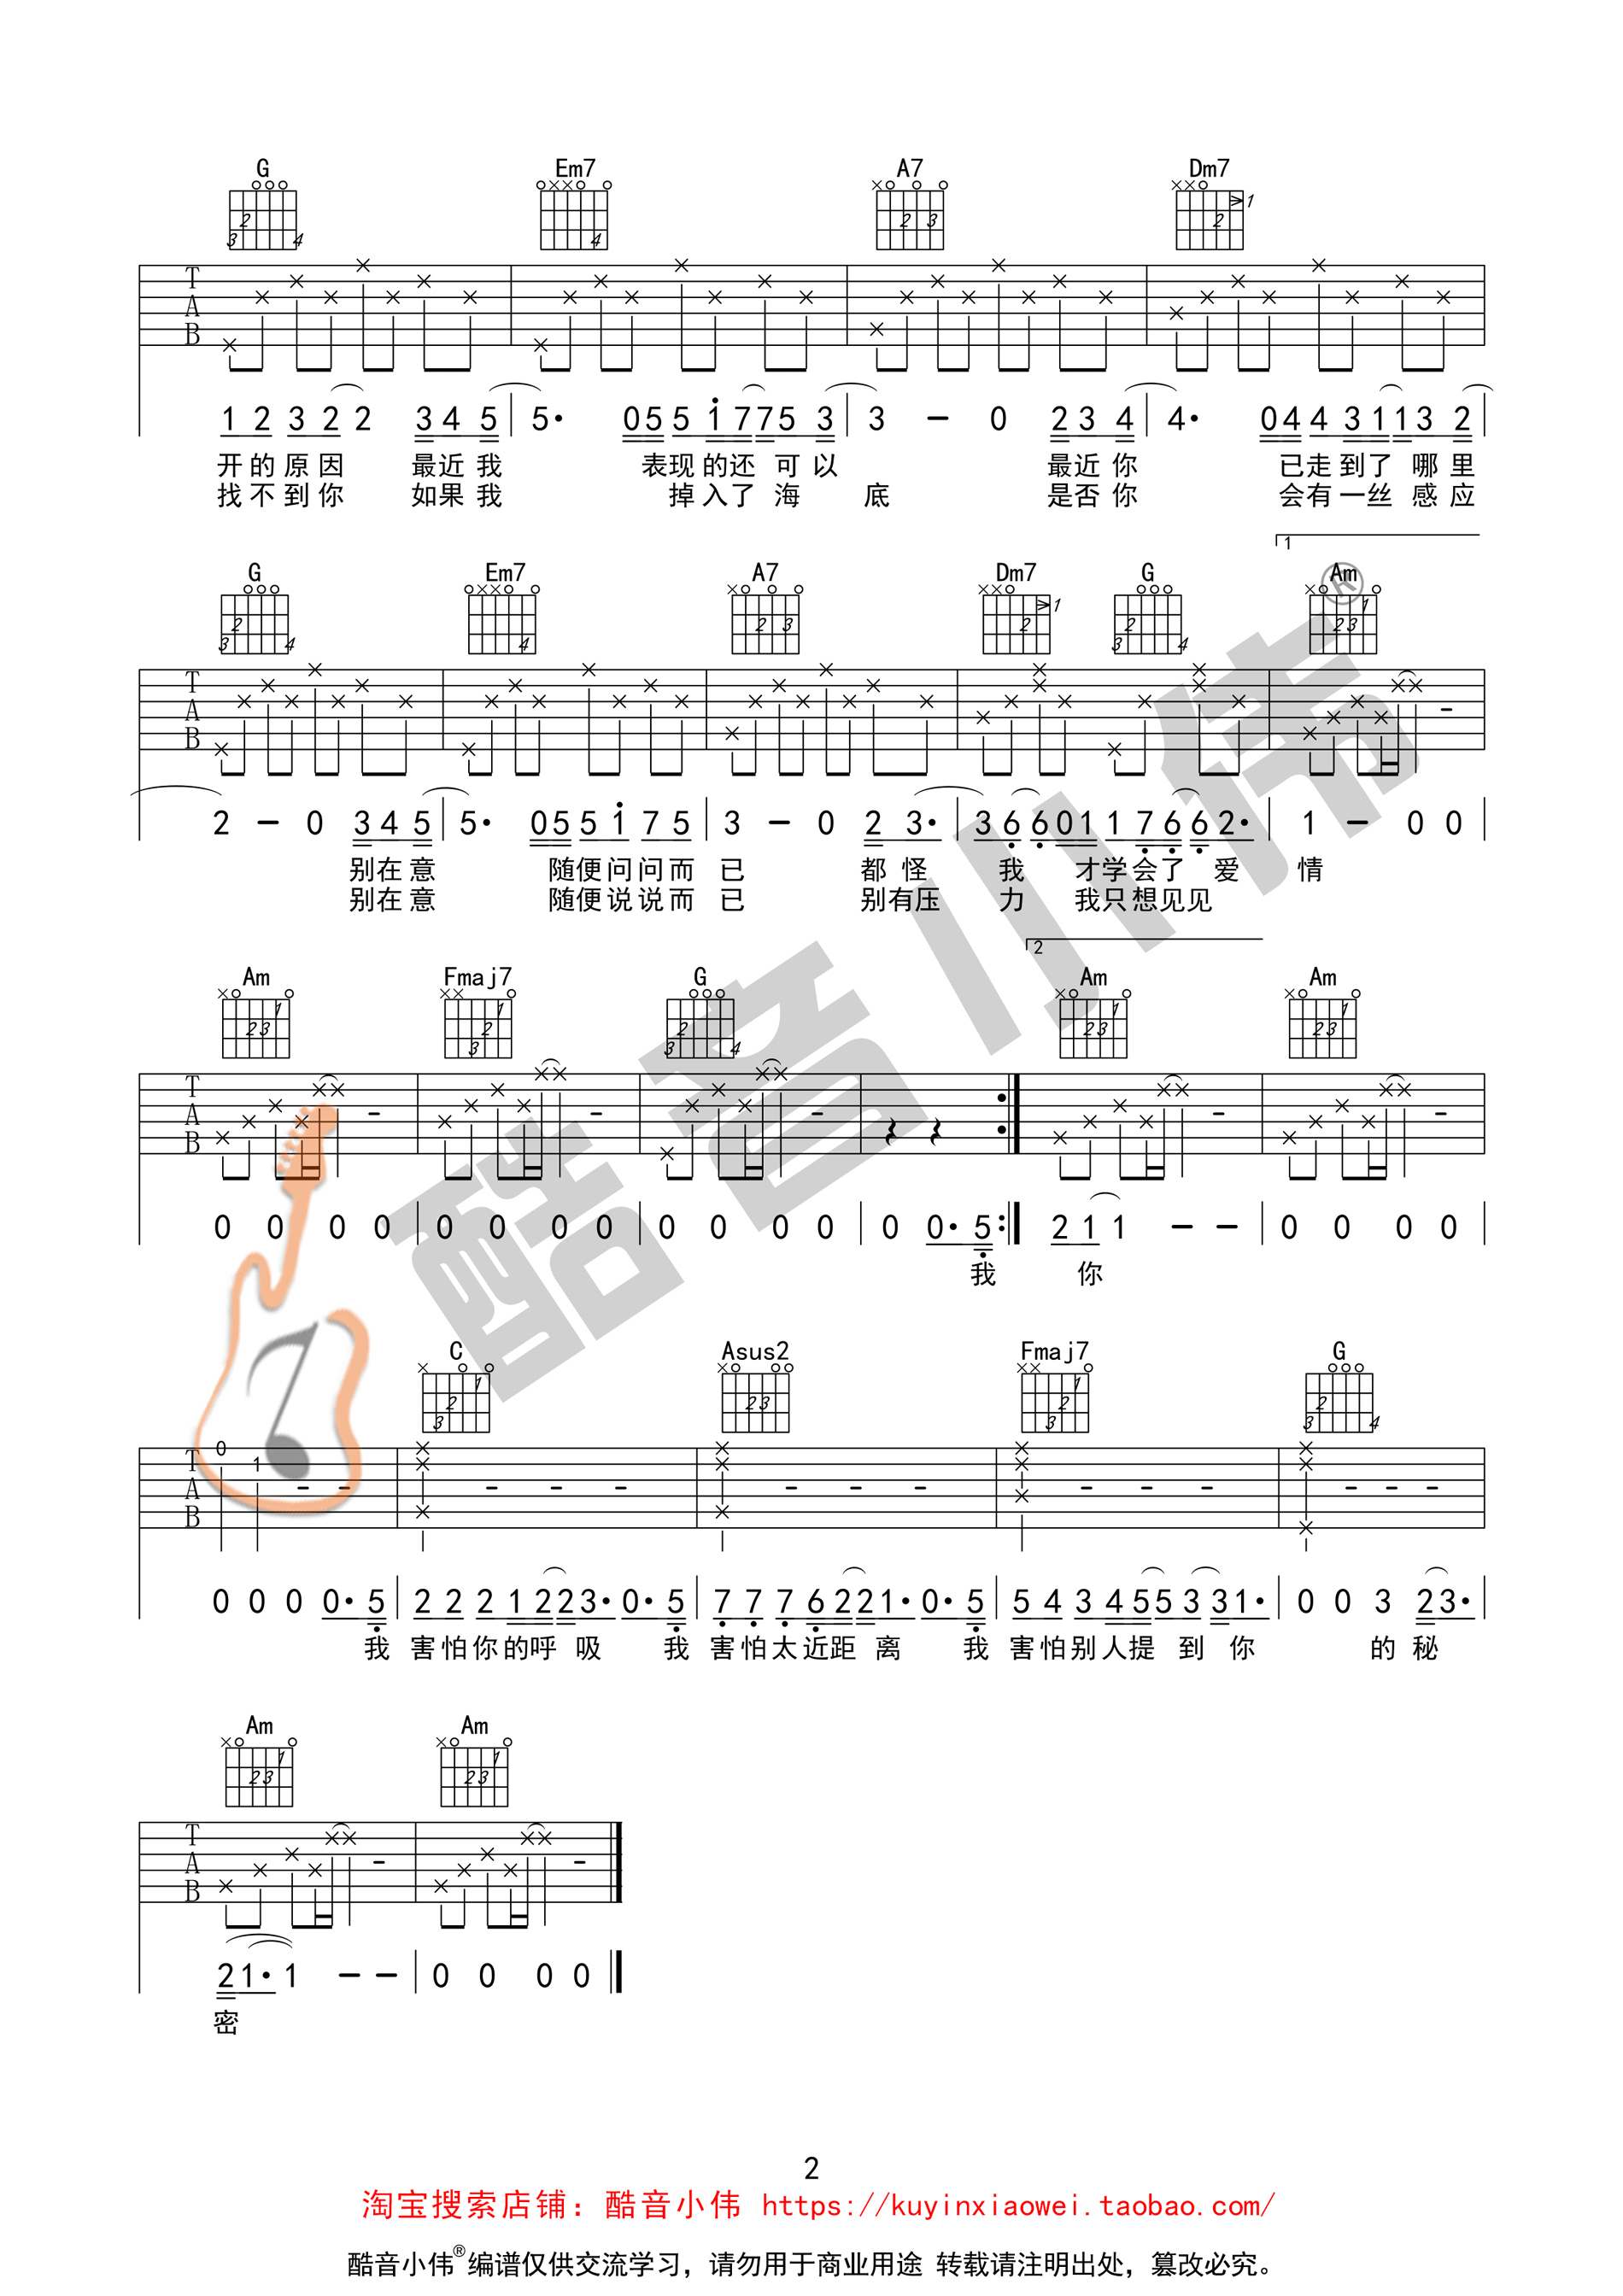 G Em7 A7 Dm7
T
A
B
1 2 3 2 2 3 4 5 | 5· 0 5 5 1 7 7 5 3 | 3 – 0 2 3 4 | 4· 0 4 4 3 1 1 3 2
开的原因 最近我 表现的还可以 最近你 已走到了哪里
找不到你 如果我 掉入了海底 是否你 会有一丝感应
1
G Em7 A7 Dm7 G Am
T
A
B
2 – 0 3 4 5 | 5· 0 5 5 1 7 5 | 3 – 0 2 3· | 3 6 6 0 1 1 7 6 6 2· | 1 – 0 0
别在意 随便问问而已 都怪我 才学会了爱情
别在意 随便说说而已 别有压力 我只想见见
2
Am Fmaj7 G Am Am
T
A
B
0 0 0 0 | 0 0 0 0 | 0 0 0 0 | 0 0· 5 :| 2 1 1 – – | 0 0 0 0
我 你
C Asus2 Fmaj7 G
T
A
B
0 1
0 0 0 0· 5 | 2 2 2 1 2 2 3· 0· 5 | 7 7 7 6 2 2 1· 0· 5 | 5 4 3 4 5 5 3 3 1· | 0 0 3 2 3·
我 害怕你的呼吸 我 害怕太近距离 我 害怕别人提到你 的秘
Am Am
T
A
B
2 1· 1 – – | 0 0 0 0
密
酷音小伟®
2
淘宝搜索店铺：酷音小伟 https://kuyinxiaowei.taobao.com/
酷音小伟®编谱仅供交流学习，请勿用于商业用途 转载请注明出处，篡改必究。